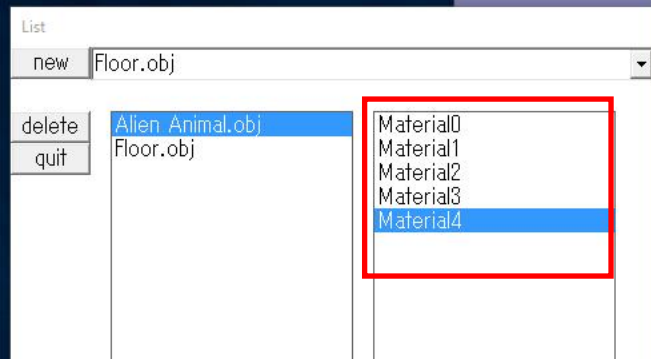 List
new Floor.obj
delete
quit
Alien Animal.obj
Floor.obj
Material0
Material1
Material2
Material3
Material4